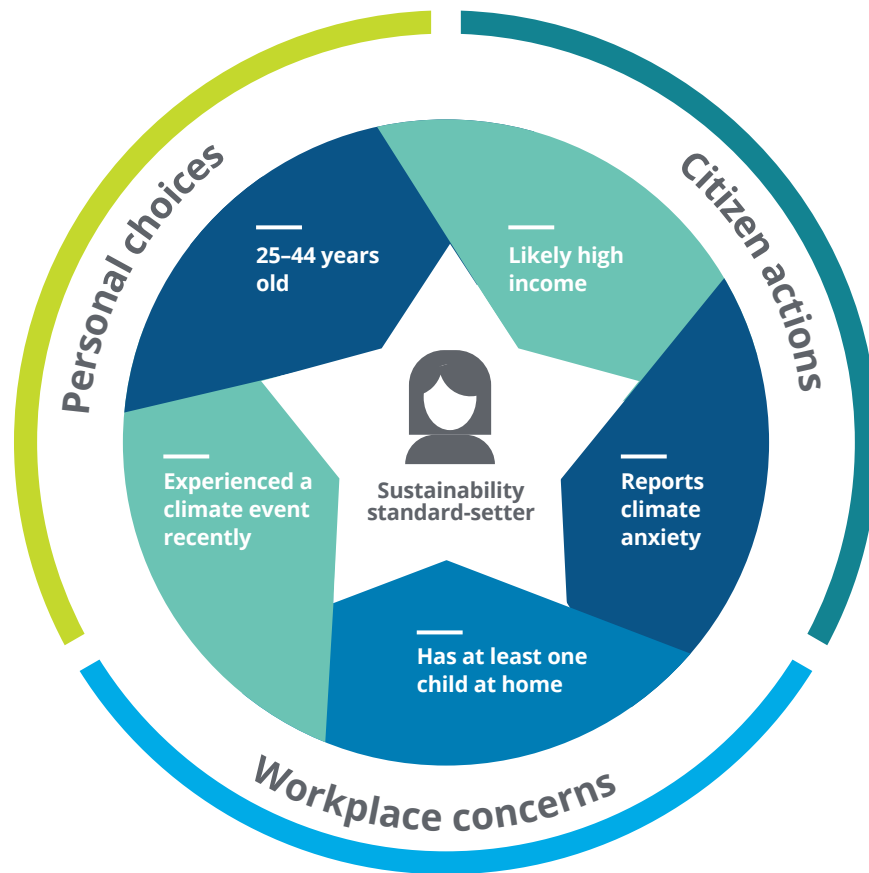 Personal choices
Citizen actions
25–44 years
old
Likely high
income
Experienced a
climate event
recently
Sustainability
standard-setter
Reports
climate
anxiety
Has at least one
child at home
Workplace concerns